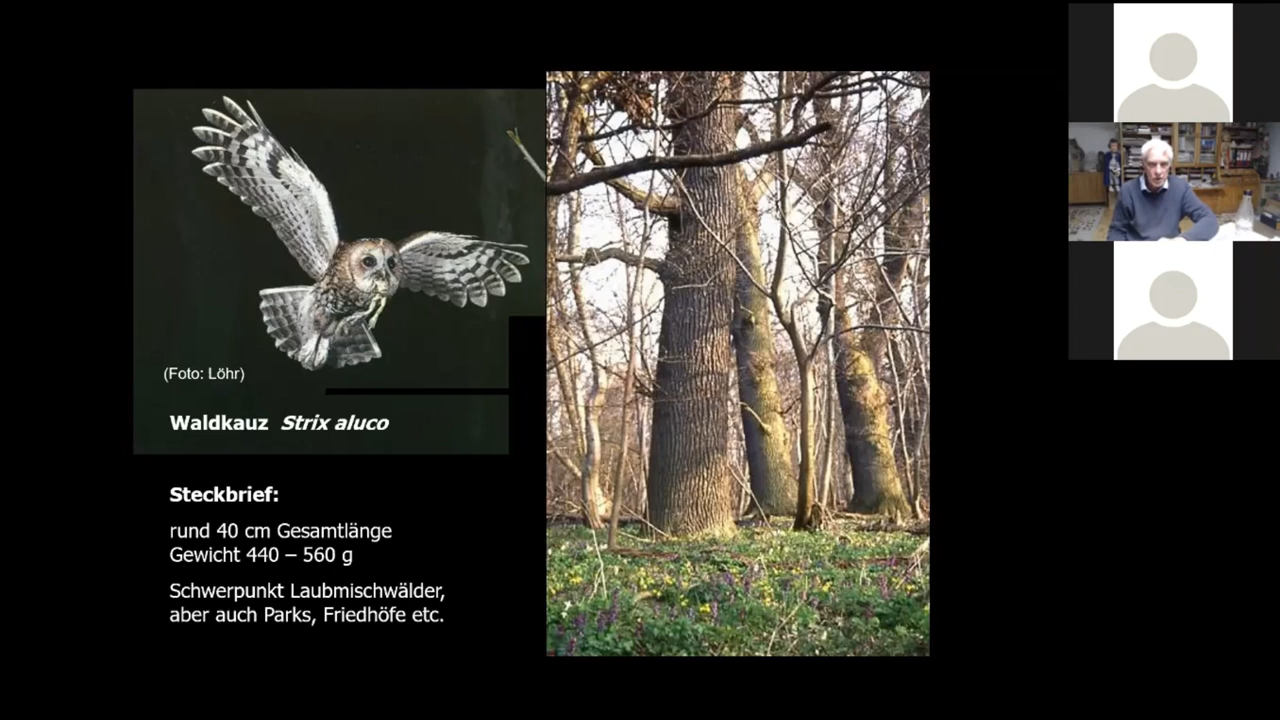 (Foto: Löhr)
Waldkauz Strix aluco
Steckbrief:
rund 40 cm Gesamtlänge
Gewicht 440 – 560 g
Schwerpunkt Laubmischwälder,
aber auch Parks, Friedhöfe etc.